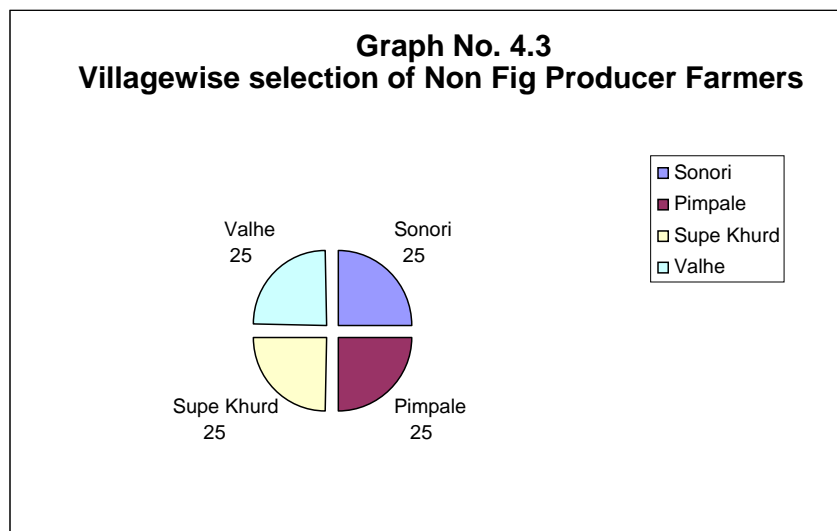 Graph No. 4.3
Villagewise selection of Non Fig Producer Farmers
Sonori
Pimpale
Supe Khurd
Valhe
Valhe
25
Sonori
25
Supe Khurd
25
Pimpale
25